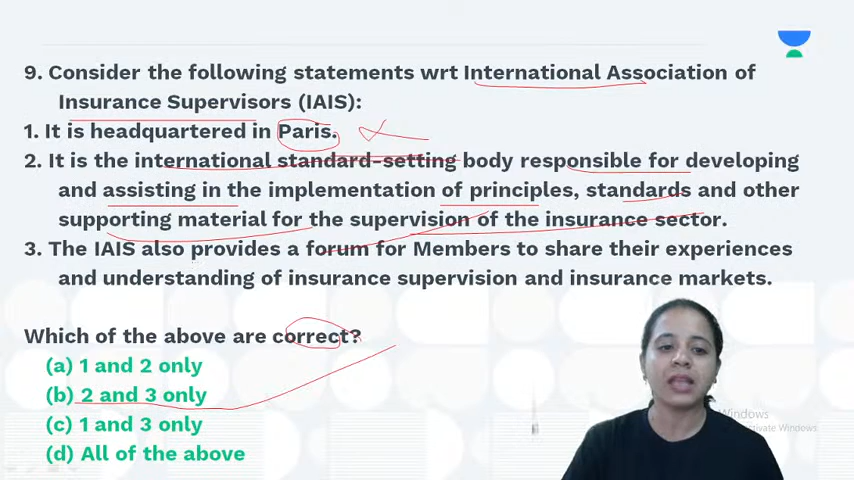 9. Consider the following statements wrt International Association of
Insurance Supervisors (IAIS):
1. It is headquartered in Paris.
2. It is the international standard-setting body responsible for developing
and assisting in the implementation of principles, standards and other
supporting material for the supervision of the insurance sector.
3. The IAIS also provides a forum for Members to share their experiences
and understanding of insurance supervision and insurance markets.
Which of the above are correct?
(a) 1 and 2 only
(b) 2 and 3 only
(c) 1 and 3 only
(d) All of the above
Windows
ctivate Windows.